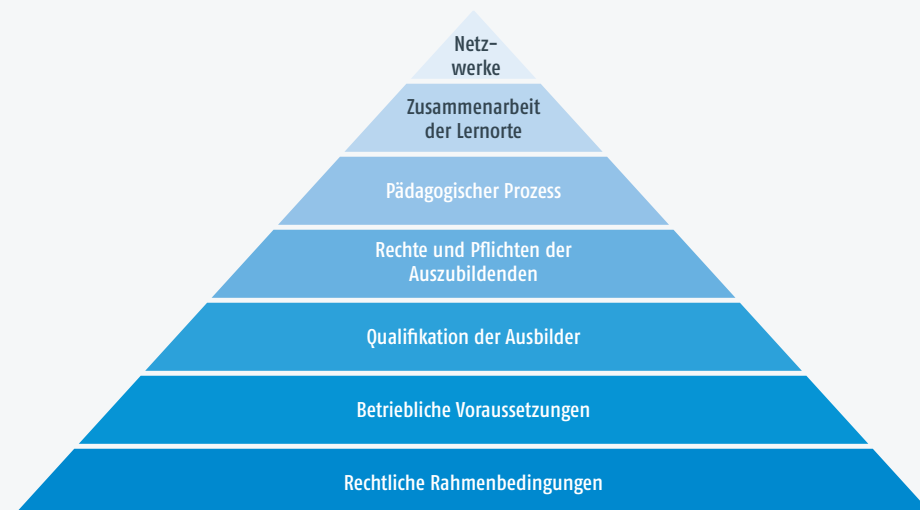 Netz-
werke
Zusammenarbeit
der Lernorte
Pädagogischer Prozess
Rechte und Pflichten der
Auszubildenden
Qualifikation der Ausbilder
Betriebliche Voraussetzungen
Rechtliche Rahmenbedingungen